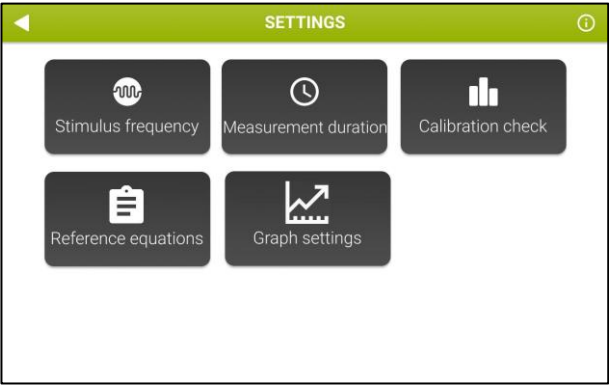 SETTINGS
Stimulus frequency
Measurement duration
Calibration check
Reference equations
Graph settings